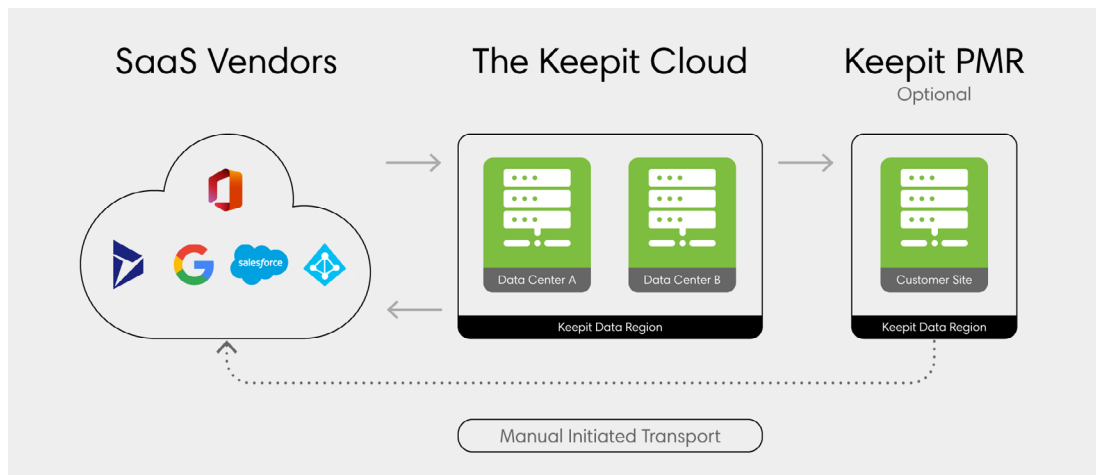 SaaS Vendors
The Keepit Cloud
Keepit PMR
Optional
salesforce
Data Center A
Data Center B
Customer Site
Keepit Data Region
Keepit Data Region
Manual Initiated Transport